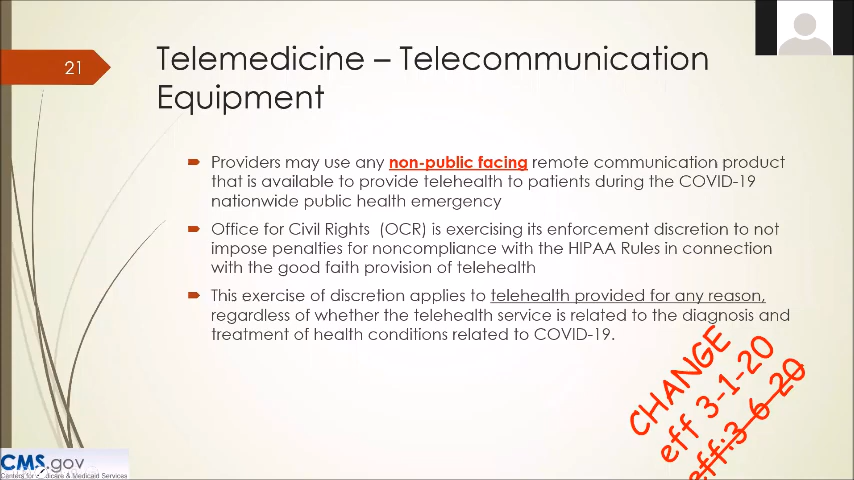 21
Telemedicine – Telecommunication
Equipment
Providers may use any non-public facing remote communication product
that is available to provide telehealth to patients during the COVID-19
nationwide public health emergency
Office for Civil Rights (OCR) is exercising its enforcement discretion to not
impose penalties for noncompliance with the HIPAA Rules in connection
with the good faith provision of telehealth
This exercise of discretion applies to telehealth provided for any reason,
regardless of whether the telehealth service is related to the diagnosis and
treatment of health conditions related to COVID-19.
CHANGE
eff 3-1-20
eff:3-6-20
CMS.gov
Centers for Medicare & Medicaid Services